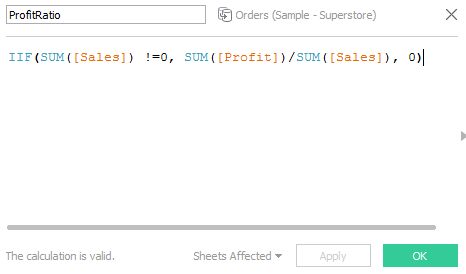 ProfitRatio
Orders (Sample - Superstore)
IIF(SUM([Sales]) !=0, SUM([Profit])/SUM([Sales]), 0)
The calculation is valid.
Sheets Affected
Apply
OK